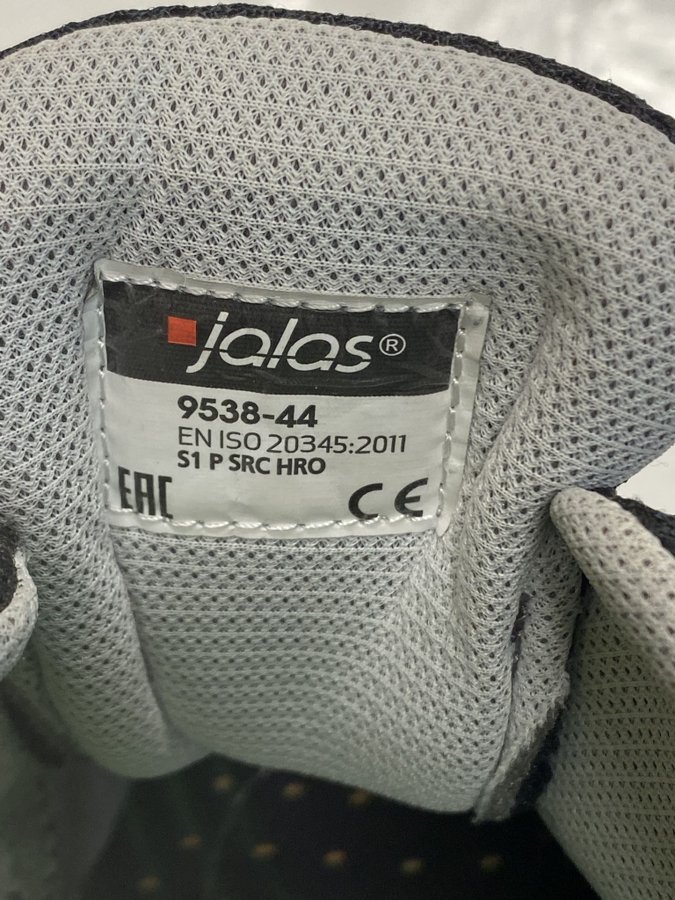 jalas®
9538-44
EN ISO 20345:2011
S1 P SRC HRO
EAC CE